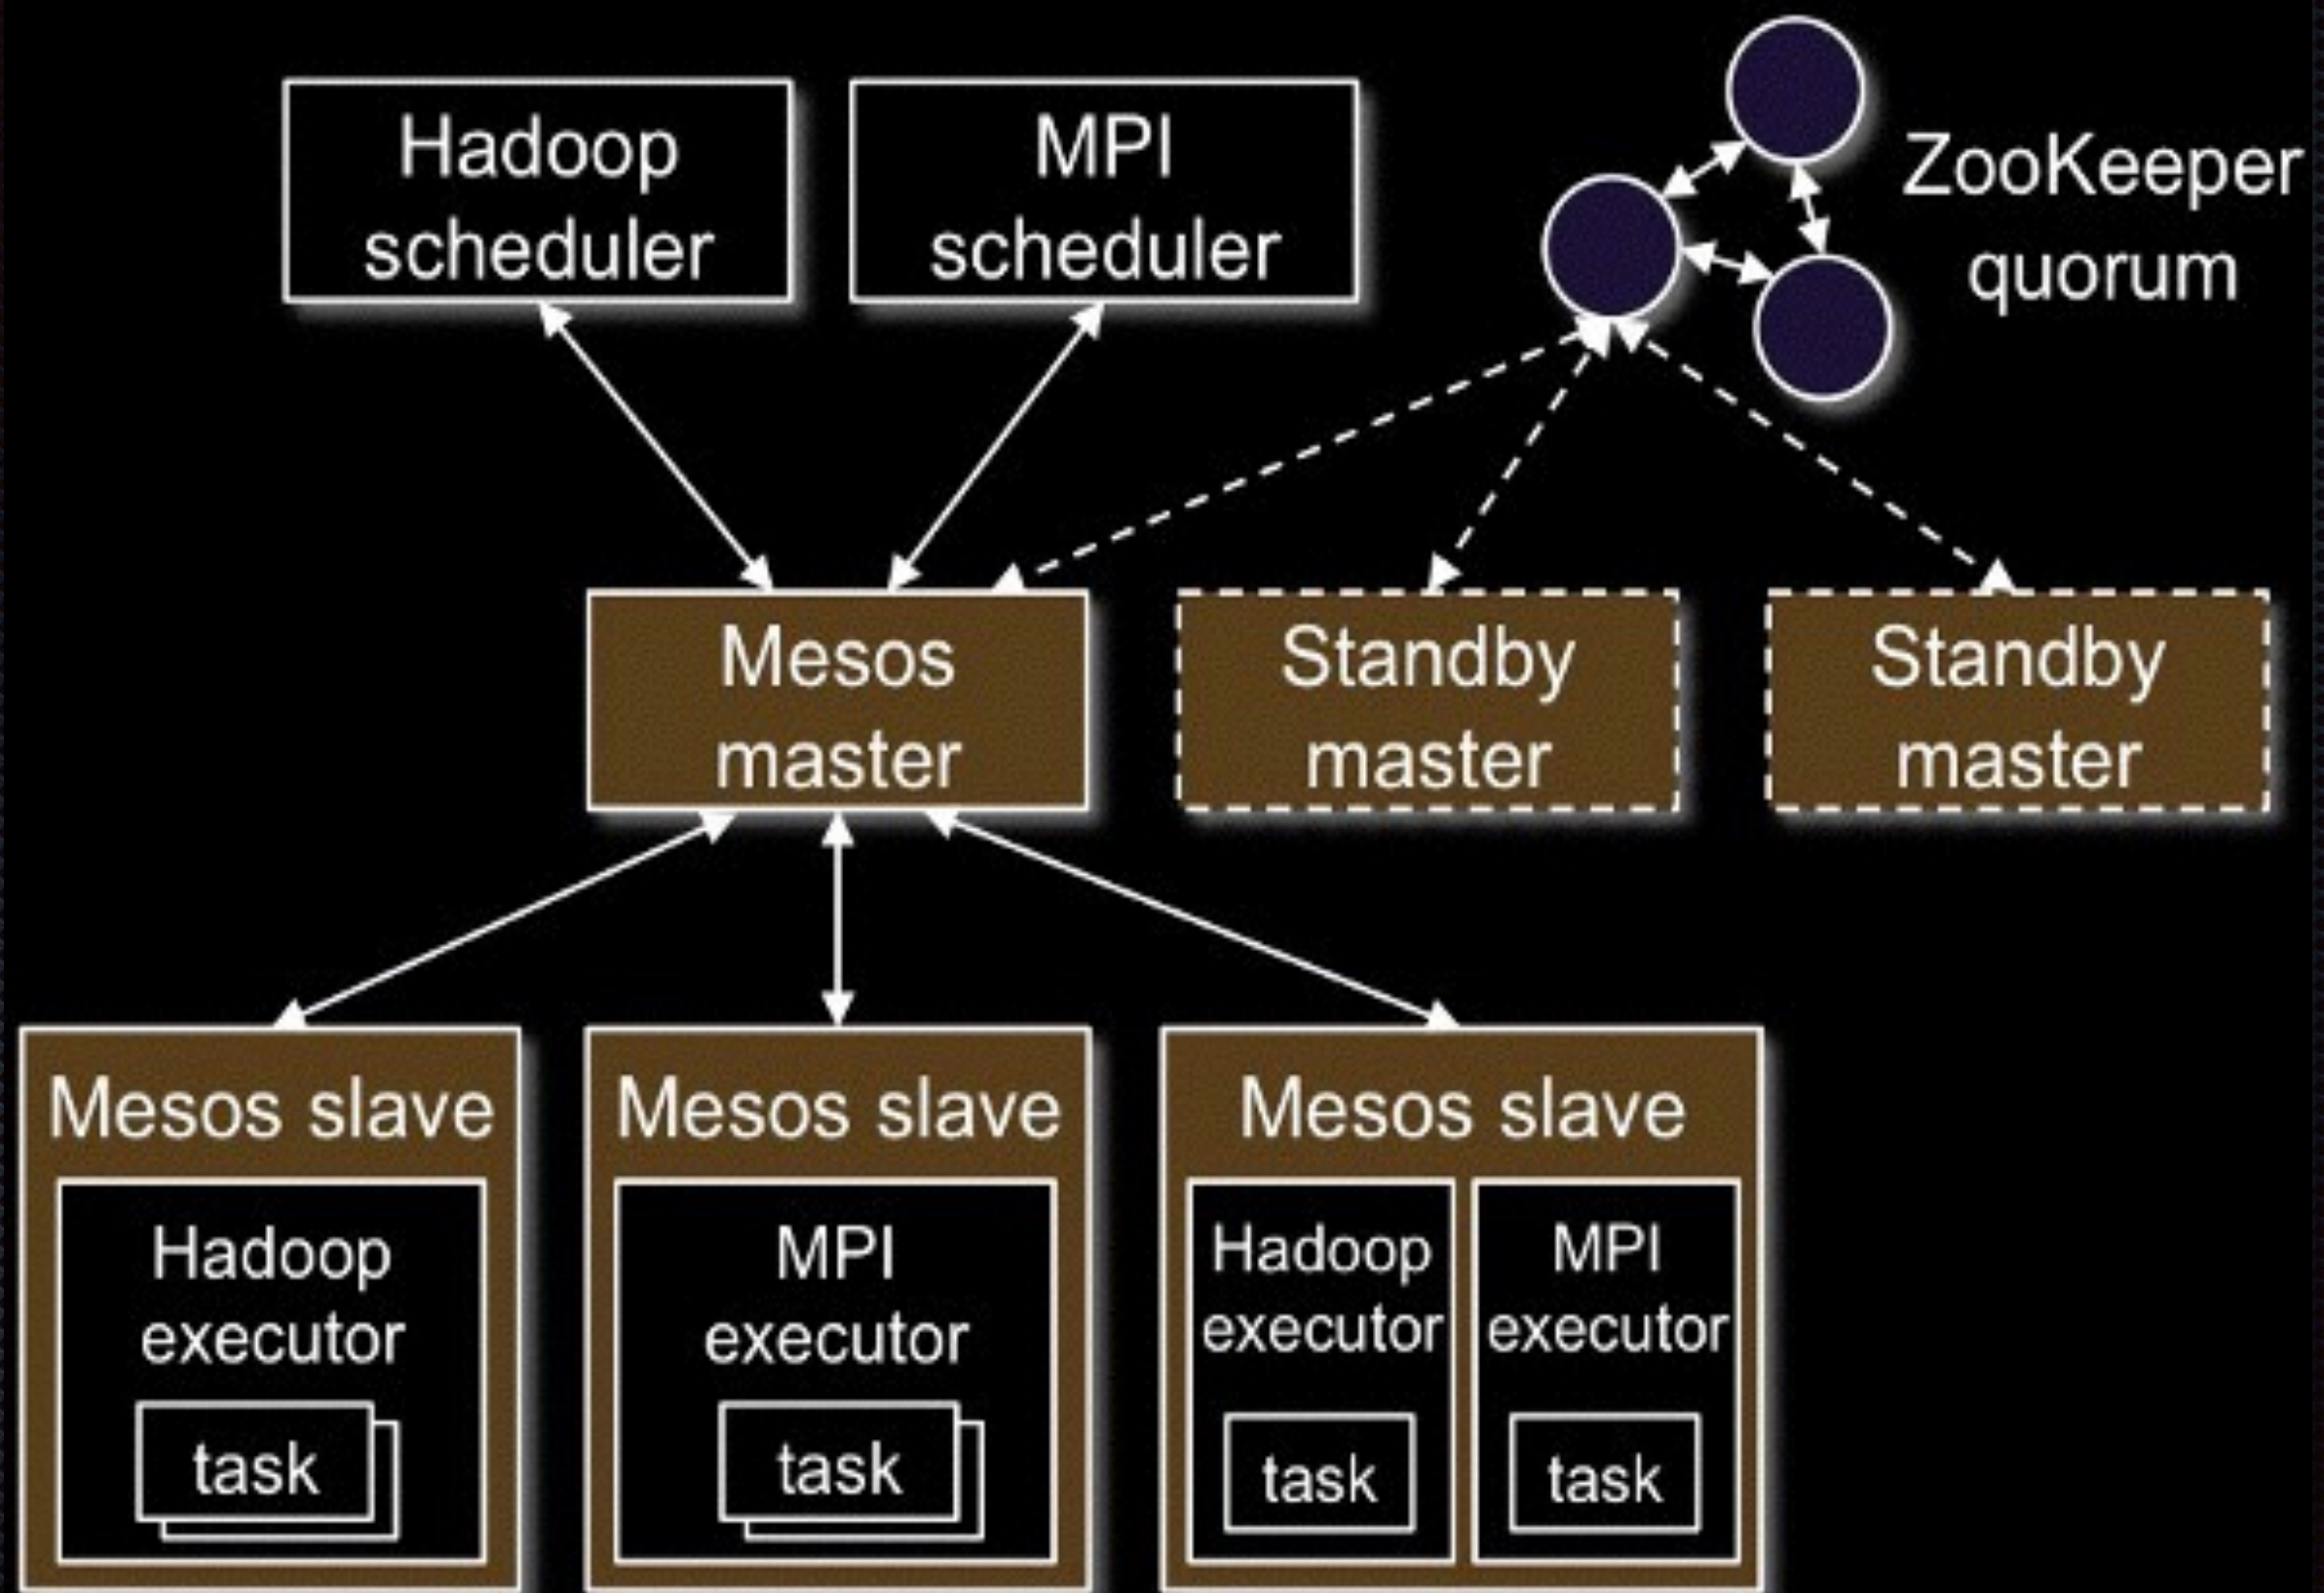 Hadoop
scheduler
MPI
scheduler
ZooKeeper
quorum
Mesos
master
Standby
master
Standby
master
Mesos slave
Hadoop
executor
task
Mesos slave
MPI
executor
task
Mesos slave
Hadoop
executor
task
MPI
executor
task